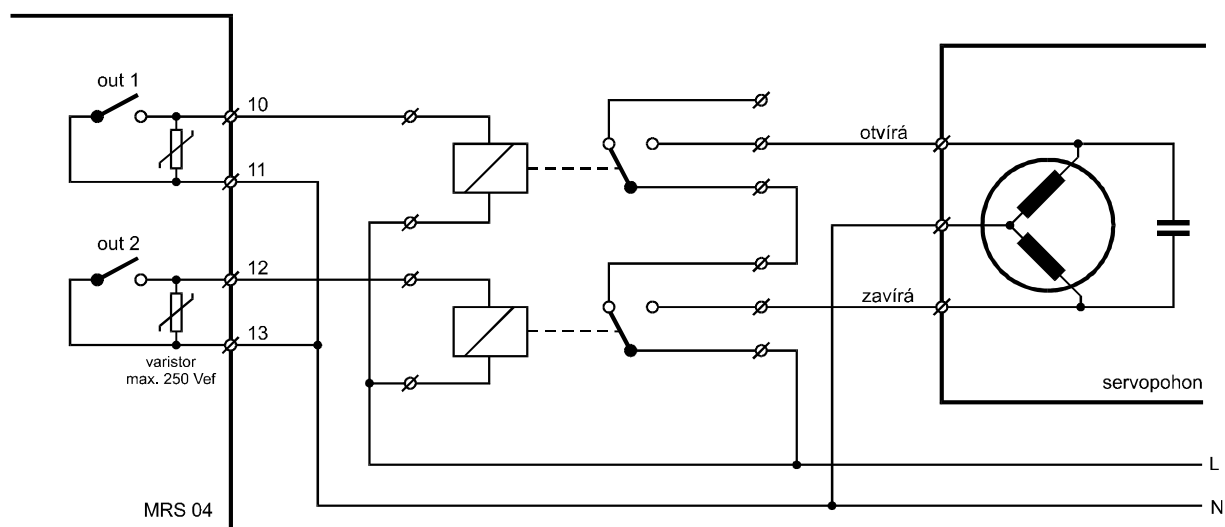 out 1
10
otvírá
11
out 2
12
zavírá
13
varistor
max. 250 Vef
servopohon
L
MRS 04
N